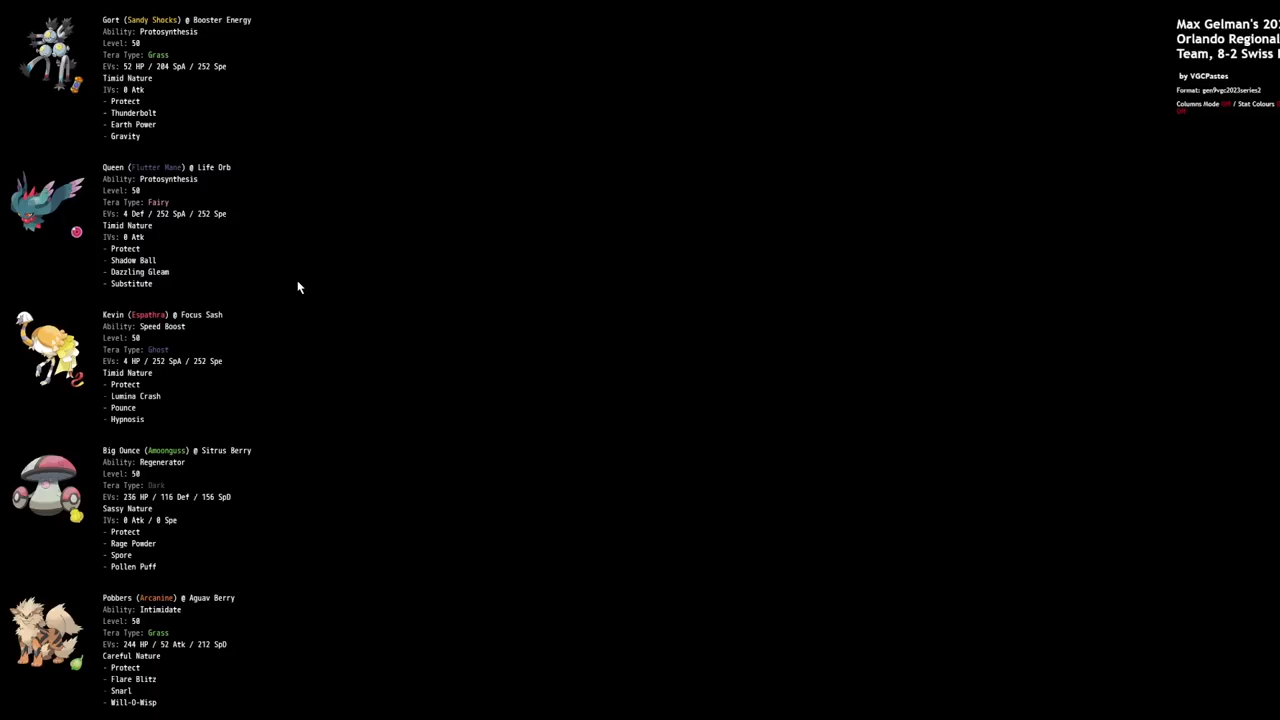 Gort (Sandy Shocks) @ Booster Energy
Ability: Protosynthesis
Level: 50
Tera Type: Grass
EVs: 52 HP / 204 SpA / 252 Spe
Timid Nature
IVs: 0 Atk
- Protect
- Thunderbolt
- Earth Power
- Gravity
Queen (Flutter Mane) @ Life Orb
Ability: Protosynthesis
Level: 50
Tera Type: Fairy
EVs: 4 Def / 252 SpA / 252 Spe
Timid Nature
IVs: 0 Atk
- Protect
- Shadow Ball
- Dazzling Gleam
- Substitute
Kevin (Espathra) @ Focus Sash
Ability: Speed Boost
Level: 50
Tera Type: Ghost
EVs: 4 HP / 252 SpA / 252 Spe
Timid Nature
- Protect
- Lumina Crash
- Pounce
- Hypnosis
Big Ounce (Amoonguss) @ Sitrus Berry
Ability: Regenerator
Level: 50
Tera Type: Dark
EVs: 236 HP / 116 Def / 156 SpD
Sassy Nature
IVs: 0 Atk / 0 Spe
- Protect
- Rage Powder
- Spore
- Pollen Puff
Pobbers (Arcanine) @ Aguav Berry
Ability: Intimidate
Level: 50
Tera Type: Grass
EVs: 244 HP / 52 Atk / 212 SpD
Careful Nature
- Protect
- Flare Blitz
- Snarl
- Will-O-Wisp
Max Gelman's 202
Orlando Regional
Team, 8-2 Swiss
by VGCPastes
Format: gen9vgc2023series2
Columns Mode Off / Stat Colours
Off